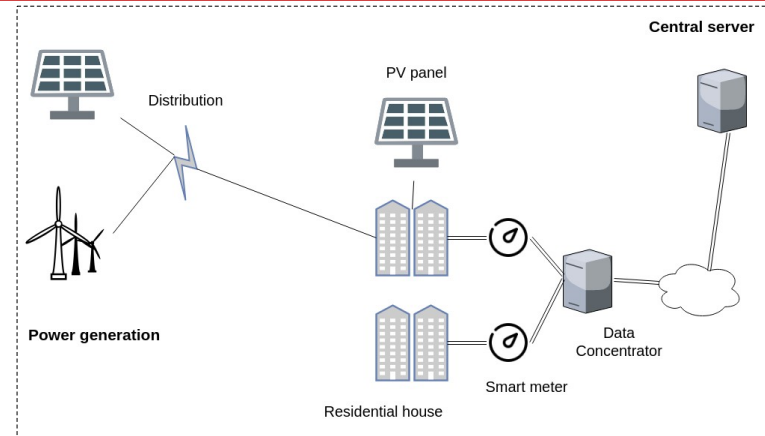 Central server
PV panel
Distribution
Power generation
Data
Concentrator
Smart meter
Residential house